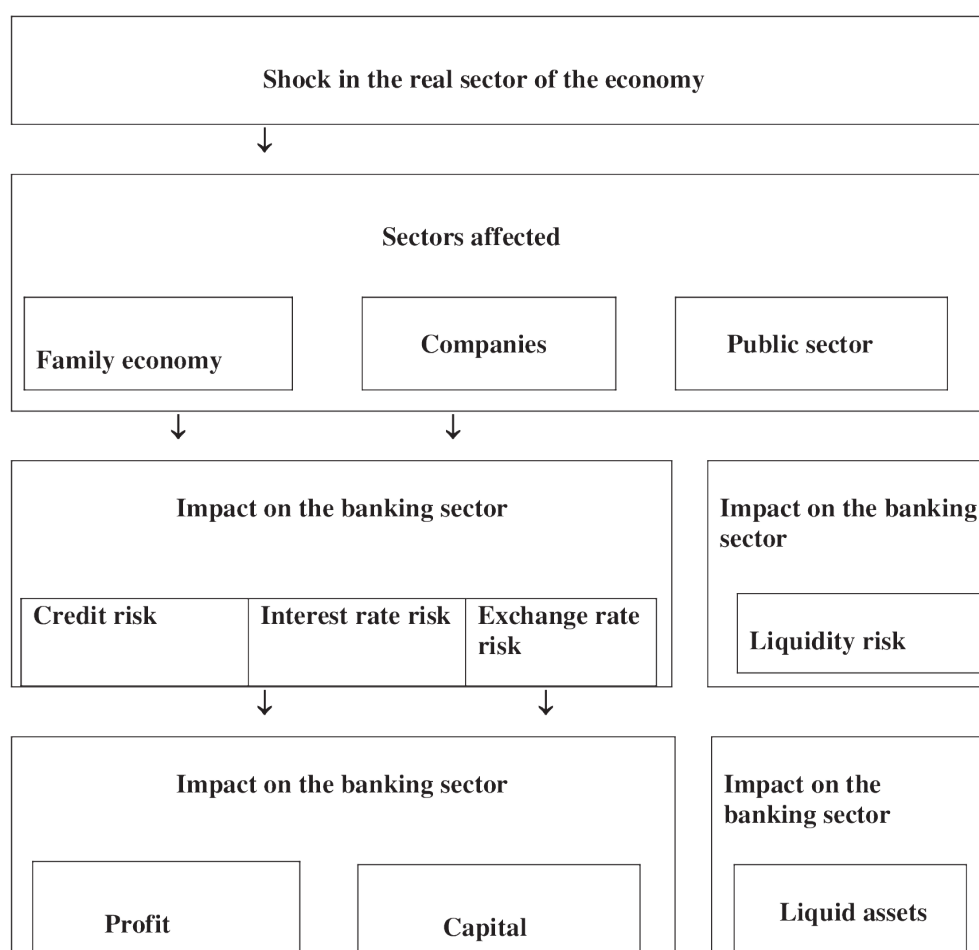 Shock in the real sector of the economy
Sectors affected
Family economy
Companies
Public sector
Impact on the banking sector
Credit risk
Interest rate risk
Exchange rate
risk
Impact on the banking
sector
Liquidity risk
Impact on the banking sector
Profit
Capital
Impact on the
banking sector
Liquid assets